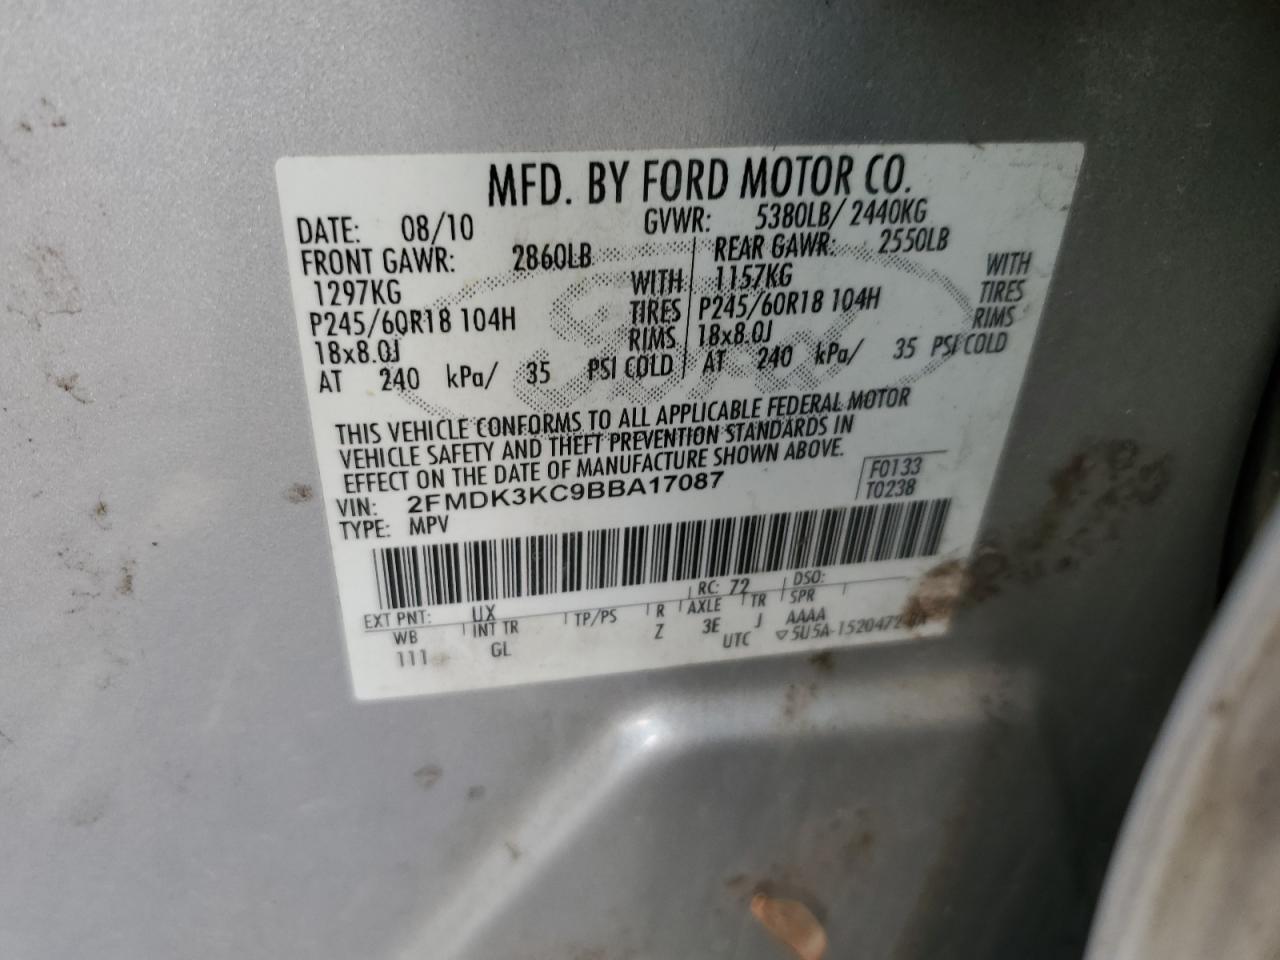 MFD. BY FORD MOTOR CO.
DATE: 08/10 GVWR: 5380LB/ 2440KG
FRONT GAWR: 2860LB REAR GAWR: 2550LB
1297KG WITH 1157KG WITH
P245/60R18 104H TIRES P245/60R18 104H TIRES
18x8.0J RIMS 18x8.0J RIMS
AT 240 kPa/ 35 PSI COLD AT 240 kPa/ 35 PSI COLD
THIS VEHICLE CONFORMS TO ALL APPLICABLE FEDERAL MOTOR
VEHICLE SAFETY AND THEFT PREVENTION STANDARDS IN
EFFECT ON THE DATE OF MANUFACTURE SHOWN ABOVE.
VIN: 2FMDK3KC9BBA17087 F0133
TYPE: MPV T0238
EXT PNT: UX RC: 72 DSO:
WB INT TR TP/PS R AXLE TR SPR
111 GL Z 3E J AAAA
UTC ▽5U5A-1520472